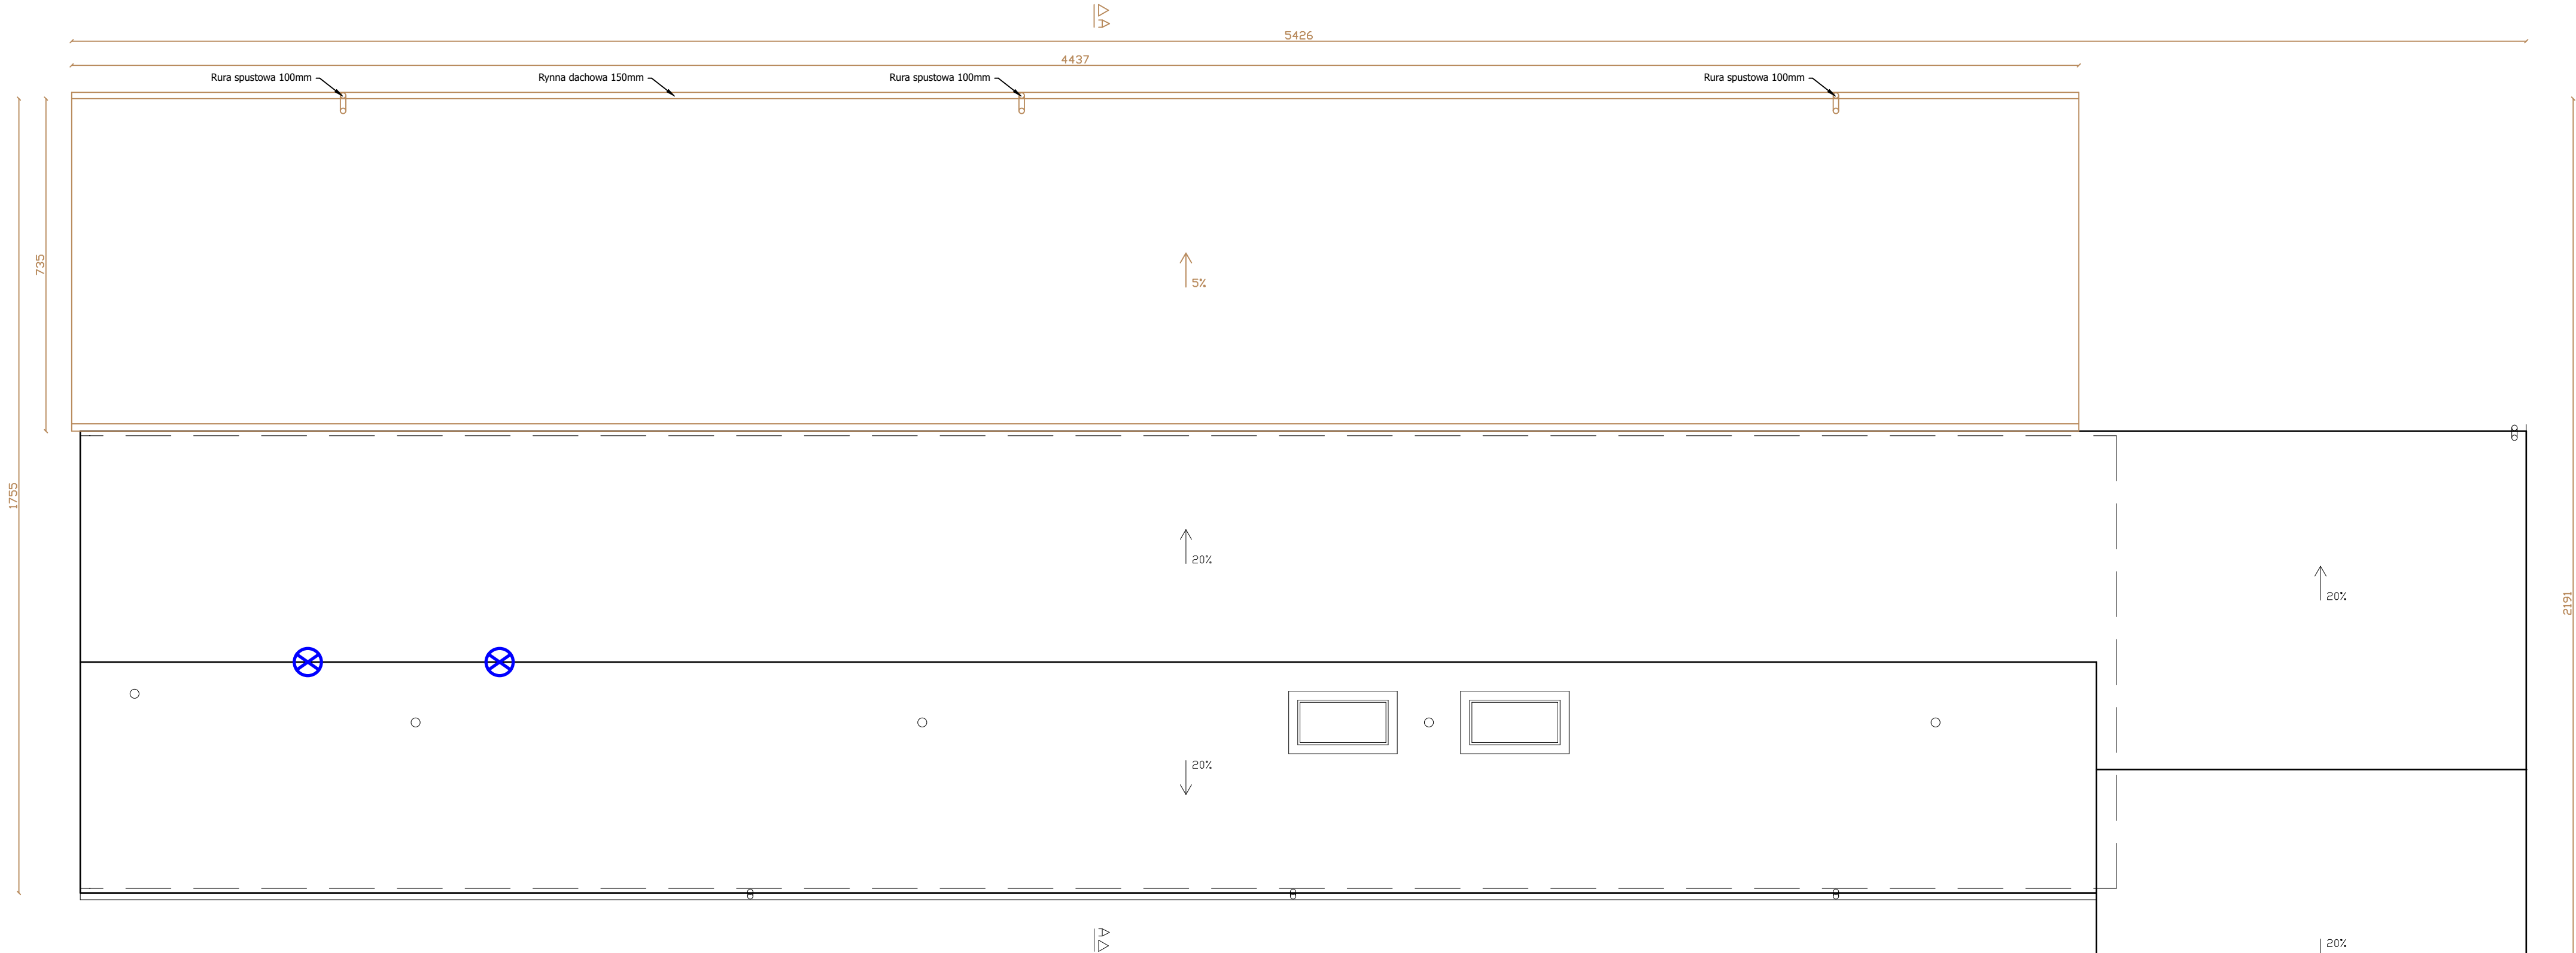 A
5426
4437
Rura spustowa 100mm
Rynna dachowa 150mm
Rura spustowa 100mm
Rura spustowa 100mm
735
5%
1755
20%
20%
2191
20%
A
20%